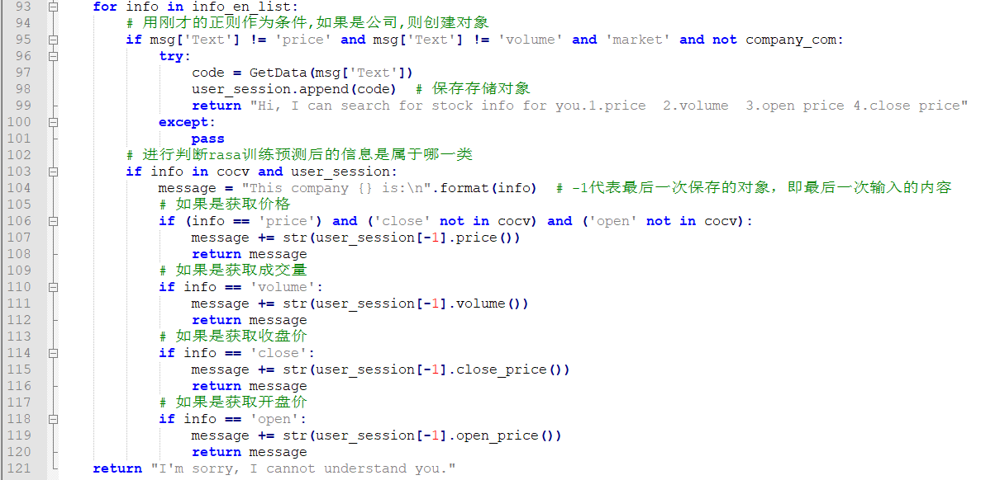 93 for info in info_en_list:
94 # 用刚才的正则作为条件,如果是公司,则创建对象
95 if msg['Text'] != 'price' and msg['Text'] != 'volume' and 'market' and not company_com:
96 try:
97 code = GetData(msg['Text'])
98 user_session.append(code)  # 保存存储对象
99 return "Hi, I can search for stock info for you.1.price  2.volume  3.open price 4.close price"
100 except:
101 pass
102 # 进行判断rasa训练预测后的信息是属于哪一类
103 if info in cocv and user_session:
104 message = "This company {} is:\n".format(info)  # -1代表最后一次保存的对象，即最后一次输入的内容
105 # 如果是获取价格
106 if (info == 'price') and ('close' not in cocv) and ('open' not in cocv):
107 message += str(user_session[-1].price())
108 return message
109 # 如果是获取成交量
110 if info == 'volume':
111 message += str(user_session[-1].volume())
112 return message
113 # 如果是获取收盘价
114 if info == 'close':
115 message += str(user_session[-1].close_price())
116 return message
117 # 如果是获取开盘价
118 if info == 'open':
119 message += str(user_session[-1].open_price())
120 return message
121 return "I'm sorry, I cannot understand you."